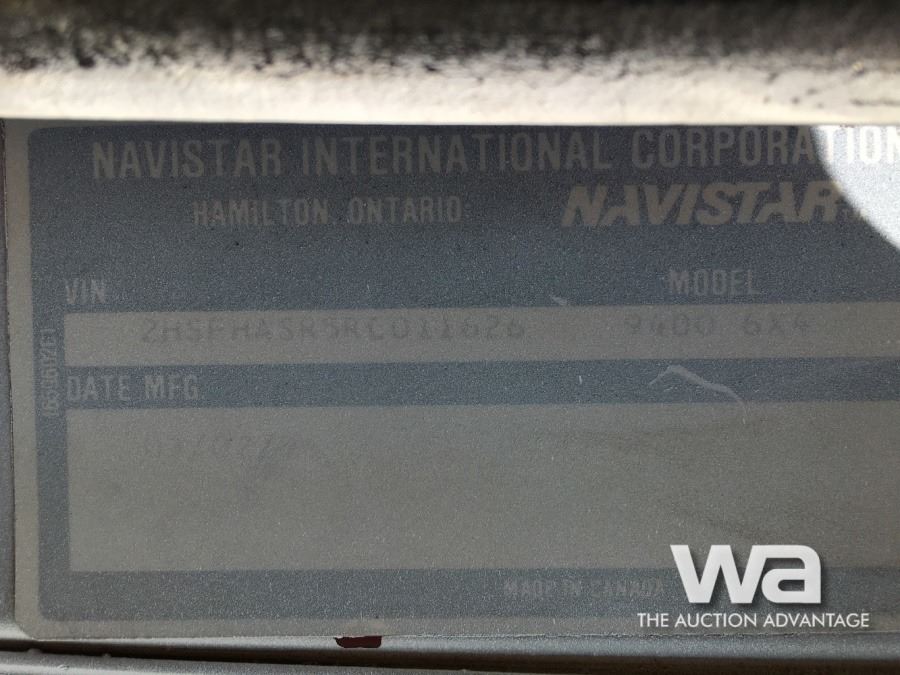 NAVISTAR INTERNATIONAL CORPORATION
HAMILTON ONTARIO NAVISTAR
VIN MODEL
9400 6X4
DATE MFG
MADE IN CANADA
wa
THE AUCTION ADVANTAGE